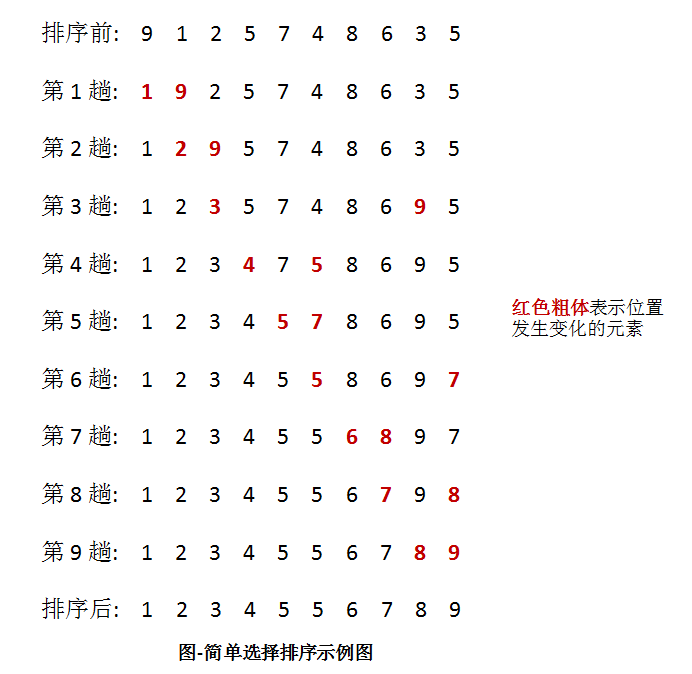 排序前: 9 1 2 5 7 4 8 6 3 5
第 1 趟: 1 9 2 5 7 4 8 6 3 5
第 2 趟: 1 2 9 5 7 4 8 6 3 5
第 3 趟: 1 2 3 5 7 4 8 6 9 5
第 4 趟: 1 2 3 4 7 5 8 6 9 5
第 5 趟: 1 2 3 4 5 7 8 6 9 5
第 6 趟: 1 2 3 4 5 5 8 6 9 7
第 7 趟: 1 2 3 4 5 5 6 8 9 7
第 8 趟: 1 2 3 4 5 5 6 7 9 8
第 9 趟: 1 2 3 4 5 5 6 7 8 9
排序后: 1 2 3 4 5 5 6 7 8 9
红色粗体表示位置
发生变化的元素
图-简单选择排序示例图